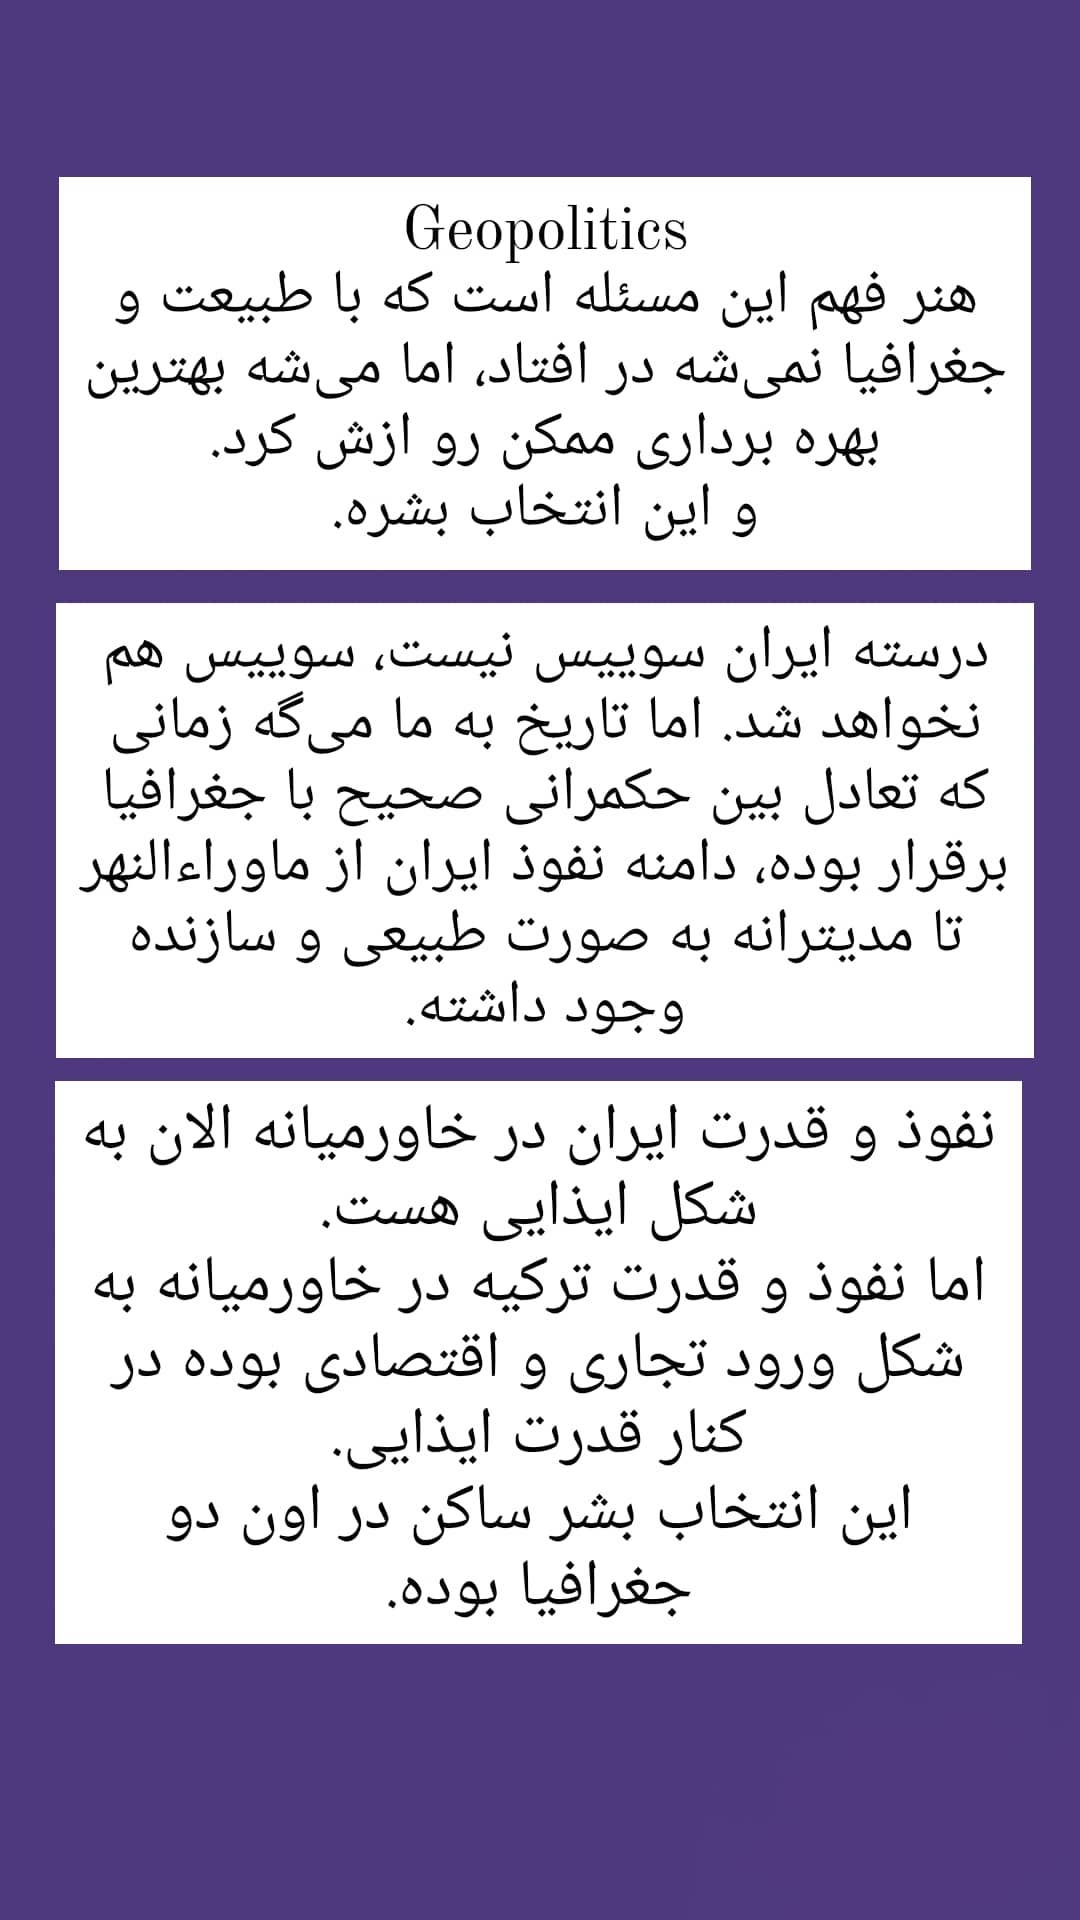 Geopolitics
هنر فهم این مسئله است که با طبیعت و
جغرافیا نمی‌شه در افتاد، اما می‌شه بهترین
بهره برداری ممکن رو ازش کرد.
و این انتخاب بشره.
درسته ایران سوییس نیست، سوییس هم
نخواهد شد. اما تاریخ به ما می‌گه زمانی
که تعادل بین حکمرانی صحیح با جغرافیا
برقرار بوده، دامنه نفوذ ایران از ماوراءالنهر
تا مدیترانه به صورت طبیعی و سازنده
وجود داشته.
نفوذ و قدرت ایران در خاورمیانه الان به
شکل ایذایی هست.
اما نفوذ و قدرت ترکیه در خاورمیانه به
شکل ورود تجاری و اقتصادی بوده در
کنار قدرت ایذایی.
این انتخاب بشر ساکن در اون دو
جغرافیا بوده.